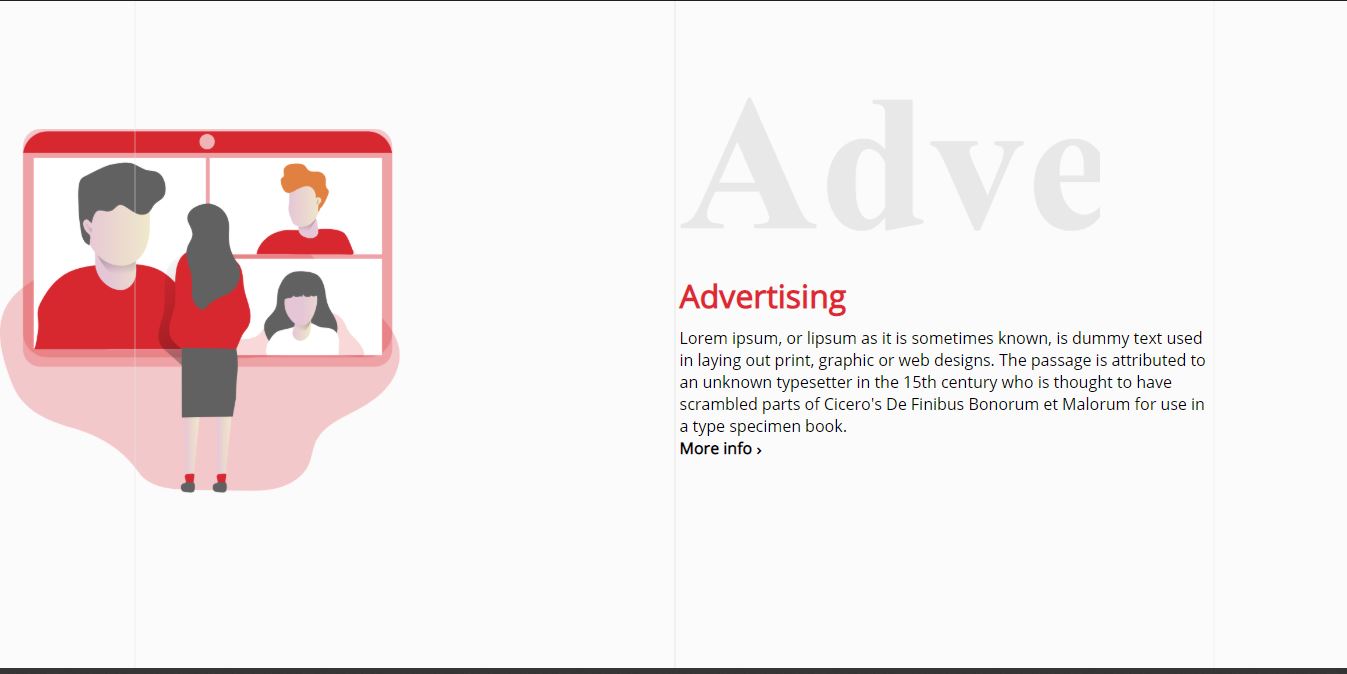 Adve
Advertising
Lorem ipsum, or lipsum as it is sometimes known, is dummy text used
in laying out print, graphic or web designs. The passage is attributed to
an unknown typesetter in the 15th century who is thought to have
scrambled parts of Cicero's De Finibus Bonorum et Malorum for use in
a type specimen book.
More info ›